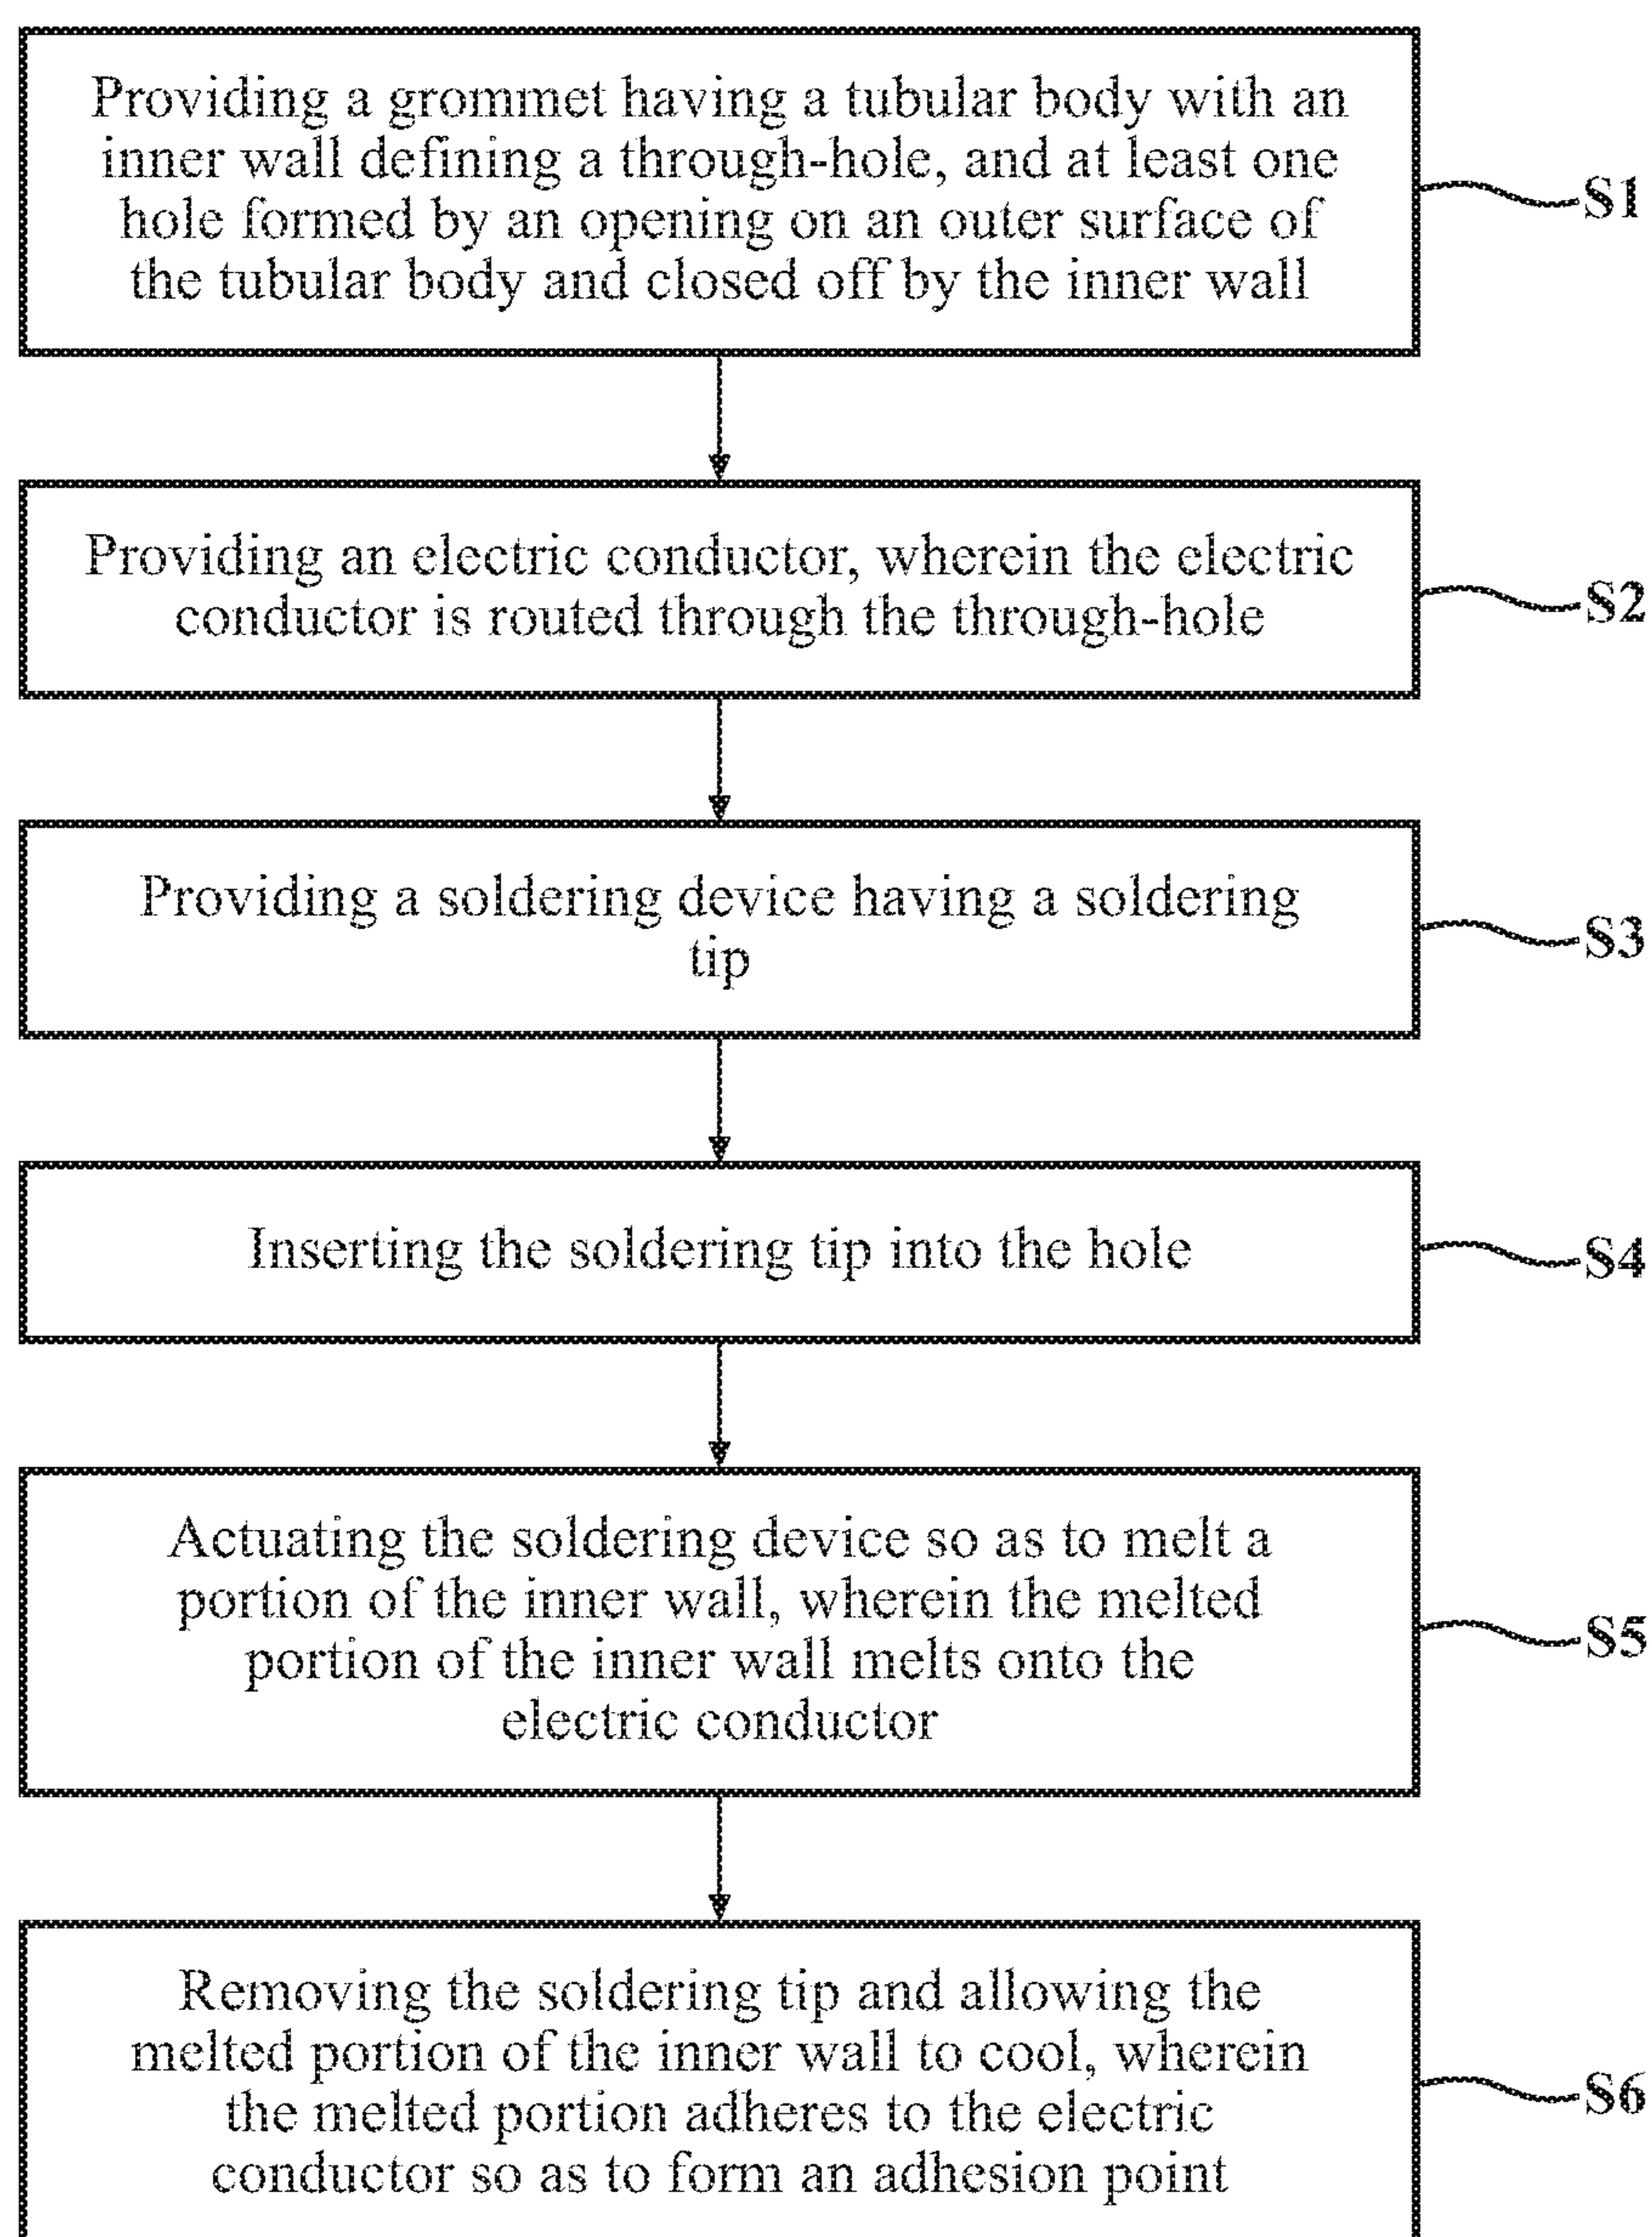 Providing a grommet having a tubular body with an
inner wall defining a through-hole, and at least one
hole formed by an opening on an outer surface of
the tubular body and closed off by the inner wall
S1
Providing an electric conductor, wherein the electric
conductor is routed through the through-hole
S2
Providing a soldering device having a soldering
tip
S3
Inserting the soldering tip into the hole
S4
Actuating the soldering device so as to melt a
portion of the inner wall, wherein the melted
portion of the inner wall melts onto the
electric conductor
S5
Removing the soldering tip and allowing the
melted portion of the inner wall to cool, wherein
the melted portion adheres to the electric
conductor so as to form an adhesion point
S6